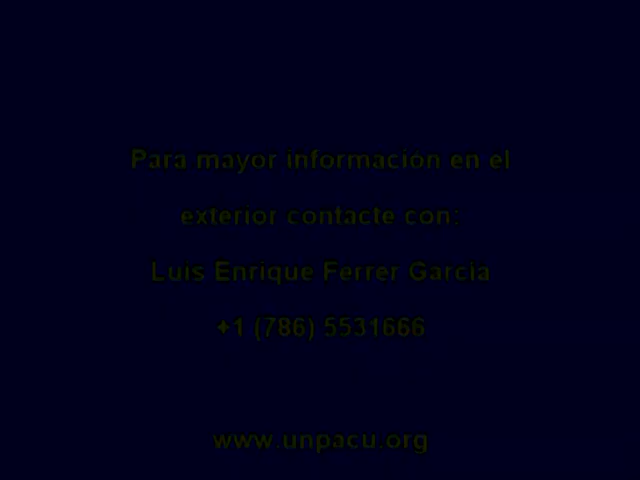 Para mayor información en el
exterior contacte con:
Luis Enrique Ferrer García
+1 (786) 5531666
www.unpacu.org